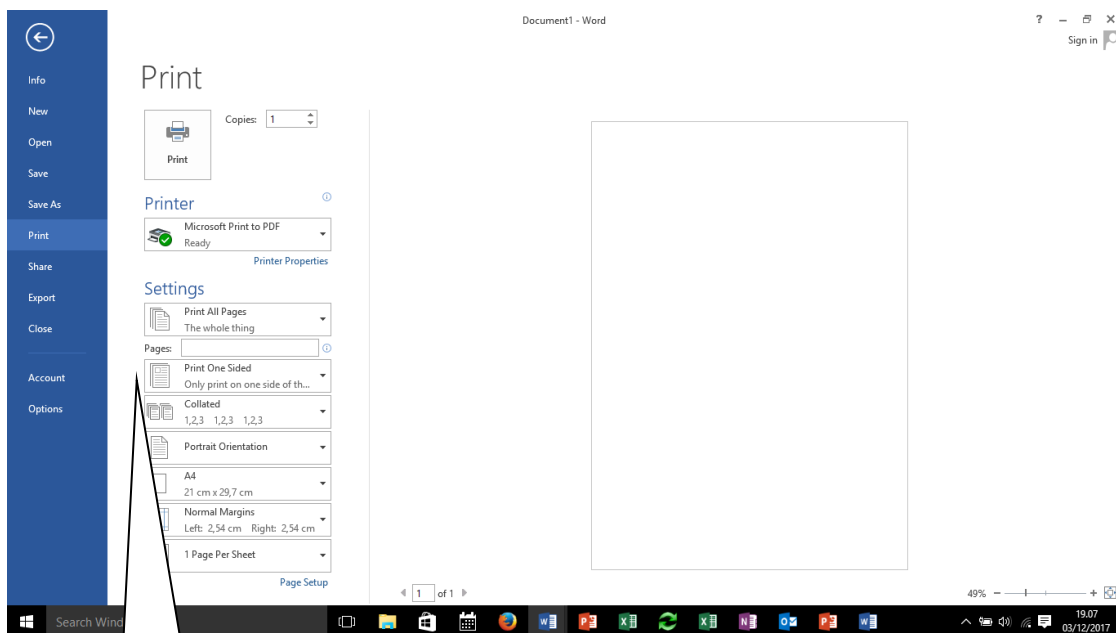 Document1 - Word
?
Sign in
Info
New
Open
Save
Save As
Print
Share
Export
Close
Account
Options
Print
Copies: 1
Print
Printer
Microsoft Print to PDF
Ready
Printer Properties
Settings
Print All Pages
The whole thing
Pages:
Print One Sided
Only print on one side of th...
Collated
1,2,3 1,2,3 1,2,3
Portrait Orientation
A4
21 cm x 29,7 cm
Normal Margins
Left: 2,54 cm Right: 2,54 cm
1 Page Per Sheet
Page Setup
1 of 1
49%
Search Wind
19.07
03/12/2017